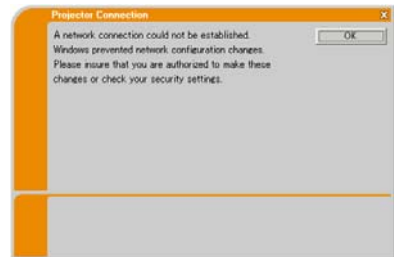 Projector Connection
X
A network connection could not be established.
OK
Windows prevented network configuration changes.
Please insure that you are authorized to make these
changes or check your security settings.